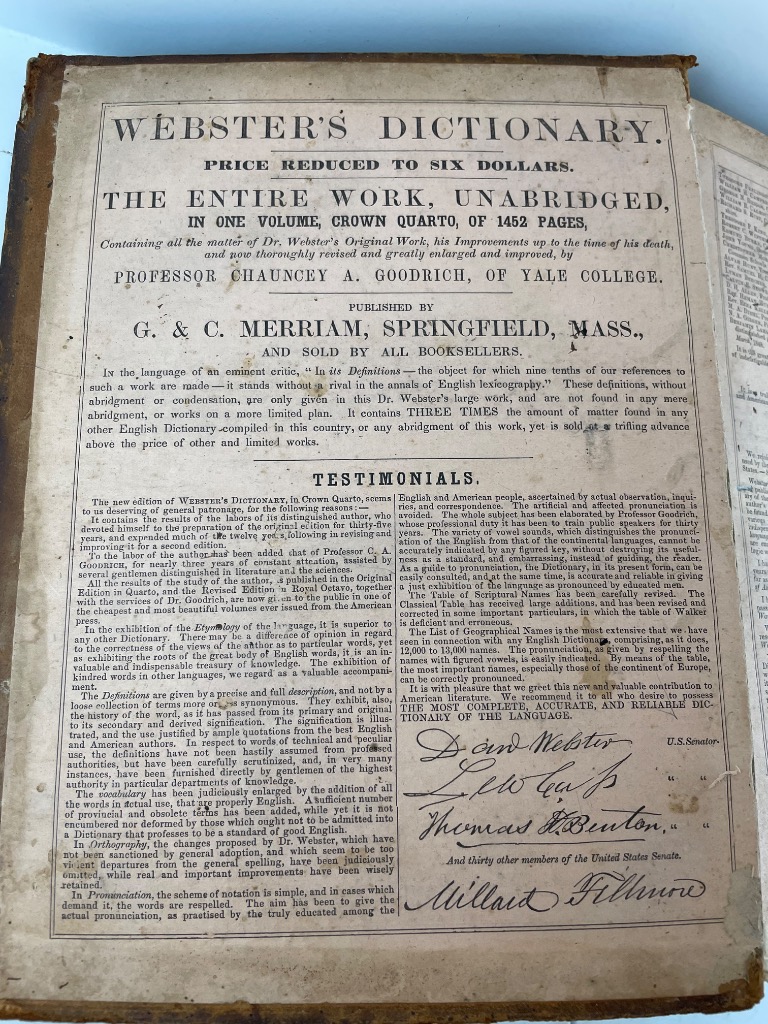 WEBSTER'S DICTIONARY.
PRICE REDUCED TO SIX DOLLARS.
THE ENTIRE WORK, UNABRIDGED,
IN ONE VOLUME, CROWN QUARTO, OF 1452 PAGES,
Containing all the matter of Dr. Webster's Original Work, his Improvements up to the time of his death,
and now thoroughly revised and greatly enlarged and improved, by
PROFESSOR CHAUNCEY A. GOODRICH, OF YALE COLLEGE.
PUBLISHED BY
G. & C. MERRIAM, SPRINGFIELD, MASS.,
AND SOLD BY ALL BOOKSELLERS.
IN the language of an eminent critic, "In its Definitions—the object for which nine tenths of our references to
such a work are made—it stands without a rival in the annals of English lexicography." These definitions, without
abridgment or condensation, are only given in this Dr. Webster's large work, and are not found in any mere
abridgment, or works on a more limited plan. It contains THREE TIMES the amount of matter found in any
other English Dictionary compiled in this country, or any abridgment of this work, yet is sold at a trifling advance
above the price of other and limited works.
TESTIMONIALS.
The new edition of WEBSTER'S DICTIONARY, in Crown Quarto, seems
to us deserving of general patronage, for the following reasons:—
It contains the results of the labors of its distinguished author, who
devoted himself to the preparation of the original edition for thirty-five
years, and expended much of the twelve years following in revising and
improving it for a second edition.
To the labor of the author has been added that of Professor C. A.
GOODRICH, for nearly three years of constant attention, assisted by
several gentlemen distinguished in literature and the sciences.
All the results of the study of the author, as published in the Original
Edition in Quarto, and the Revised Edition in Royal Octavo, together
with the services of Dr. Goodrich, are now given to the public in one of
the cheapest and most beautiful volumes ever issued from the American
press.
In the exhibition of the Etymology of the language, it is superior to
any other Dictionary. There may be a difference of opinion in regard
to the correctness of the views of the author as to particular words, yet
as exhibiting the roots of the great body of English words, it is an in-
valuable and indispensable treasury of knowledge. The exhibition of
kindred words in other languages, we regard as a valuable accompani-
ment.
The Definitions are given by a precise and full description, and not by a
loose collection of terms more or less synonymous. They exhibit, also,
the history of the word, as it has passed from its primary and original
to its secondary and derived signification. The signification is illus-
trated, and the use justified by ample quotations from the best English
and American authors. In respect to words of technical and peculiar
use, the definitions have not been hastily assumed from professed
authorities, but have been carefully scrutinized, and, in very many
instances, have been furnished directly by gentlemen of the highest
authority in particular departments of knowledge.
The vocabulary has been judiciously enlarged by the addition of all
the words in actual use, that are properly English. A sufficient number
of provincial and obsolete terms has been added, while yet it is not
encumbered nor deformed by those which ought not to be admitted into
a Dictionary that professes to be a standard of good English.
In Orthography, the changes proposed by Dr. Webster, which have
not been sanctioned by general adoption, and which seem to be too
violent departures from the general spelling, have been judiciously
omitted, while real and important improvements have been wisely
retained.
In Pronunciation, the scheme of notation is simple, and in cases which
demand it, the words are respelled. The aim has been to give the
actual pronunciation, as practised by the truly educated among the
English and American people, ascertained by actual observation, inqui-
ries, and correspondence. The artificial and affected pronunciation is
avoided. The whole subject has been elaborated by Professor Goodrich,
whose professional duty it has been to train public speakers for thirty
years. The variety of vowel sounds, which distinguishes the pronunci-
ation of the English from that of the continental languages, cannot be
accurately indicated by any figured key, without destroying its useful-
ness as a standard, and embarrassing, instead of guiding, the reader.
As a guide to pronunciation, the Dictionary, in its present form, can be
easily consulted, and at the same time, is accurate and reliable in giving
a just exhibition of the language as pronounced by educated men.
The Table of Scriptural Names has been carefully revised. The
Classical Table has received large additions, and has been revised and
corrected in some important particulars, in which the table of Walker
is deficient and erroneous.
The List of Geographical Names is the most extensive that we have
seen in connection with any English Dictionary, comprising, as it does,
12,000 to 13,000 names. The pronunciation, as given by respelling the
names with figured vowels, is easily indicated. By means of the table,
the most important names, especially those of the continent of Europe,
can be correctly pronounced.
It is with pleasure that we greet this new and valuable contribution to
American literature. We recommend it to all who desire to possess
THE MOST COMPLETE, ACCURATE, AND RELIABLE DIC-
TIONARY OF THE LANGUAGE.
Danl Webster U.S. Senator.
Lew Cass " "
Thomas H. Benton, " "
And thirty other members of the United States Senate.
Millard Fillmore